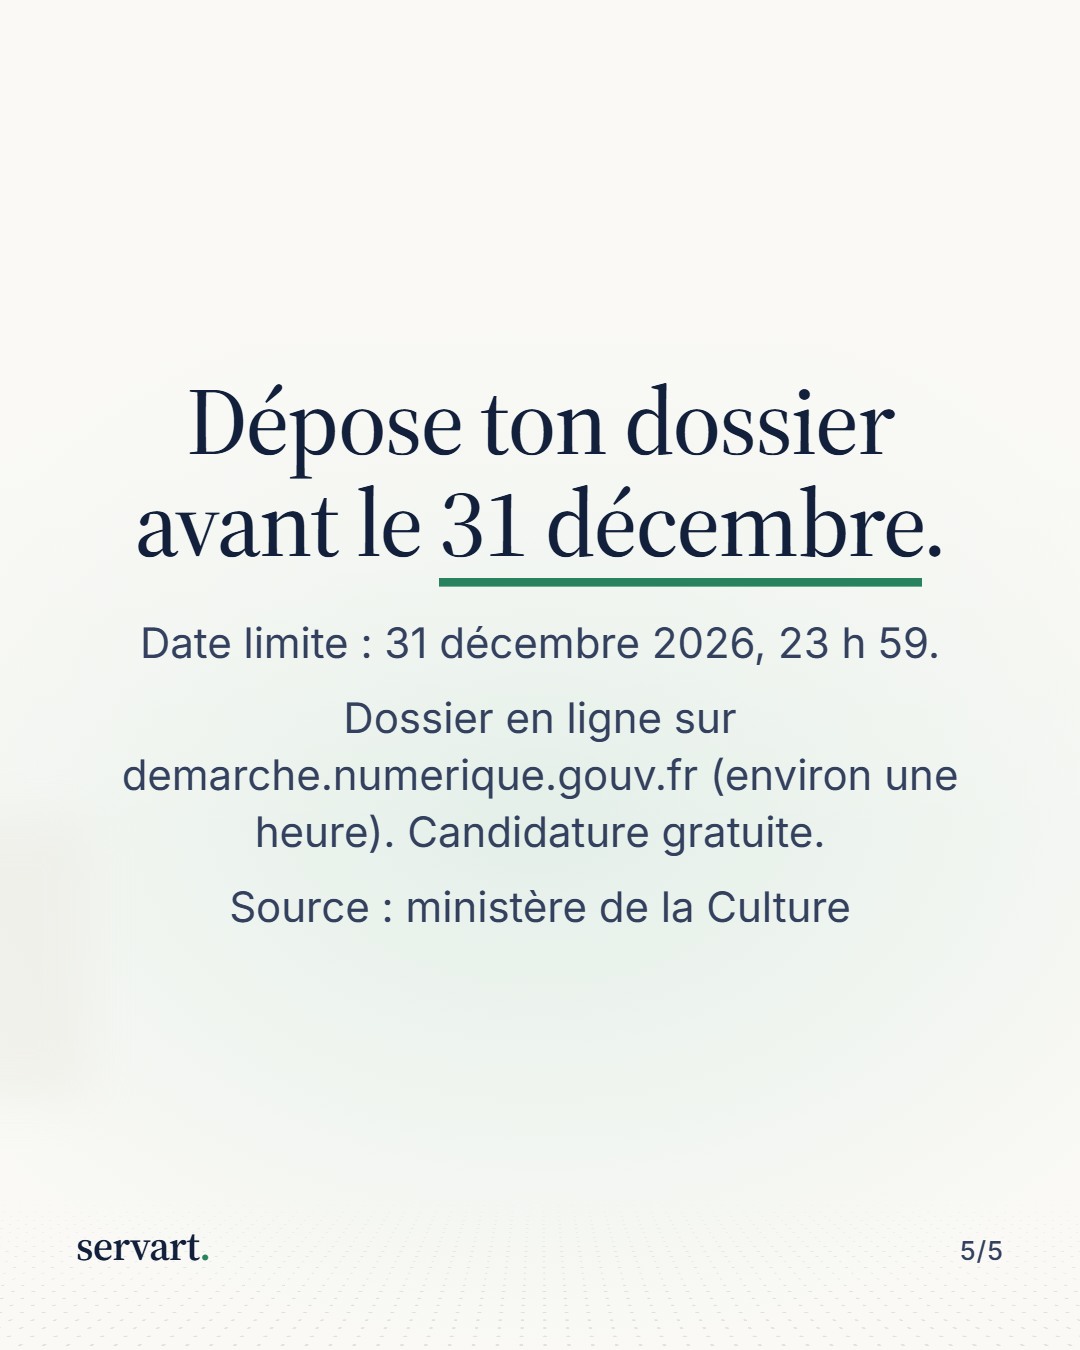 Dépose ton dossier
avant le 31 décembre.
Date limite : 31 décembre 2026, 23 h 59.
Dossier en ligne sur
demarche.numerique.gouv.fr (environ une
heure). Candidature gratuite.
Source : ministère de la Culture
servart.
5/5